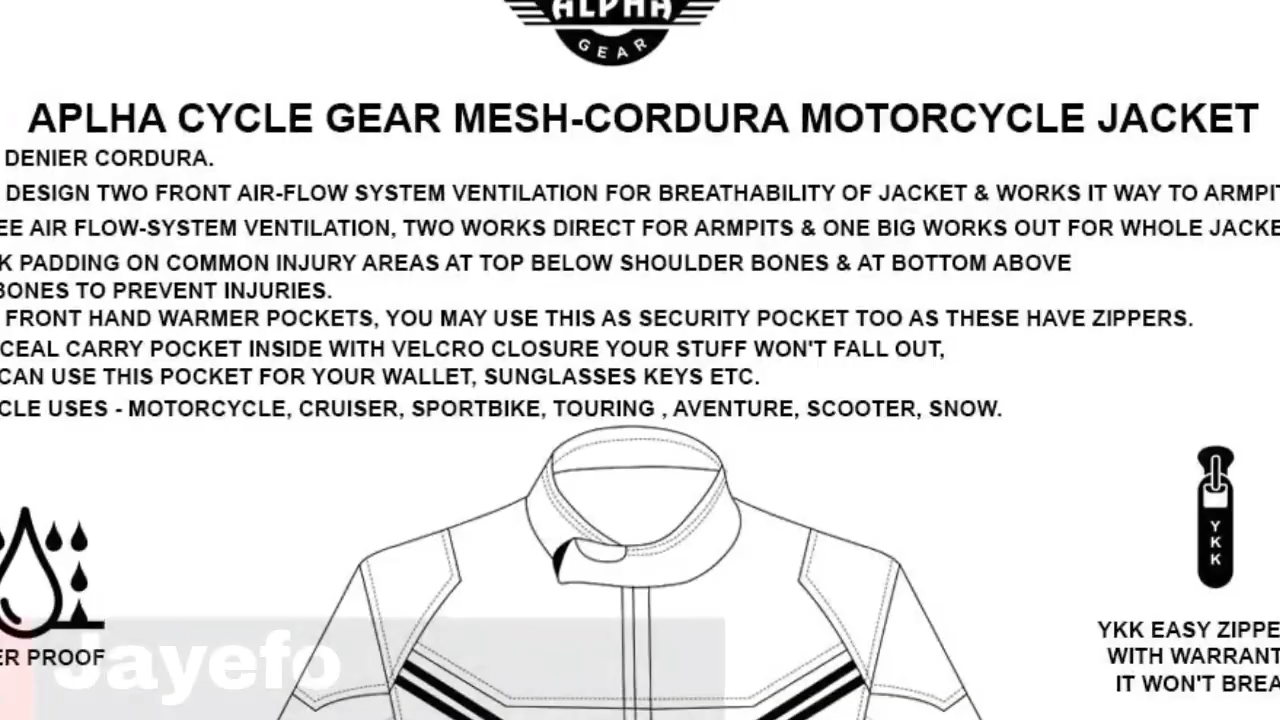 ALPHA
GEAR
APLHA CYCLE GEAR MESH-CORDURA MOTORCYCLE JACKET
DENIER CORDURA.
DESIGN TWO FRONT AIR-FLOW SYSTEM VENTILATION FOR BREATHABILITY OF JACKET & WORKS IT WAY TO ARMPIT
EE AIR FLOW-SYSTEM VENTILATION, TWO WORKS DIRECT FOR ARMPITS & ONE BIG WORKS OUT FOR WHOLE JACKE
K PADDING ON COMMON INJURY AREAS AT TOP BELOW SHOULDER BONES & AT BOTTOM ABOVE
BONES TO PREVENT INJURIES.
FRONT HAND WARMER POCKETS, YOU MAY USE THIS AS SECURITY POCKET TOO AS THESE HAVE ZIPPERS.
CEAL CARRY POCKET INSIDE WITH VELCRO CLOSURE YOUR STUFF WON'T FALL OUT,
CAN USE THIS POCKET FOR YOUR WALLET, SUNGLASSES KEYS ETC.
CLE USES - MOTORCYCLE, CRUISER, SPORTBIKE, TOURING , AVENTURE, SCOOTER, SNOW.
YKK
ER PROOF
Jayefo
YKK EASY ZIPPE
WITH WARRANT
IT WON'T BREA